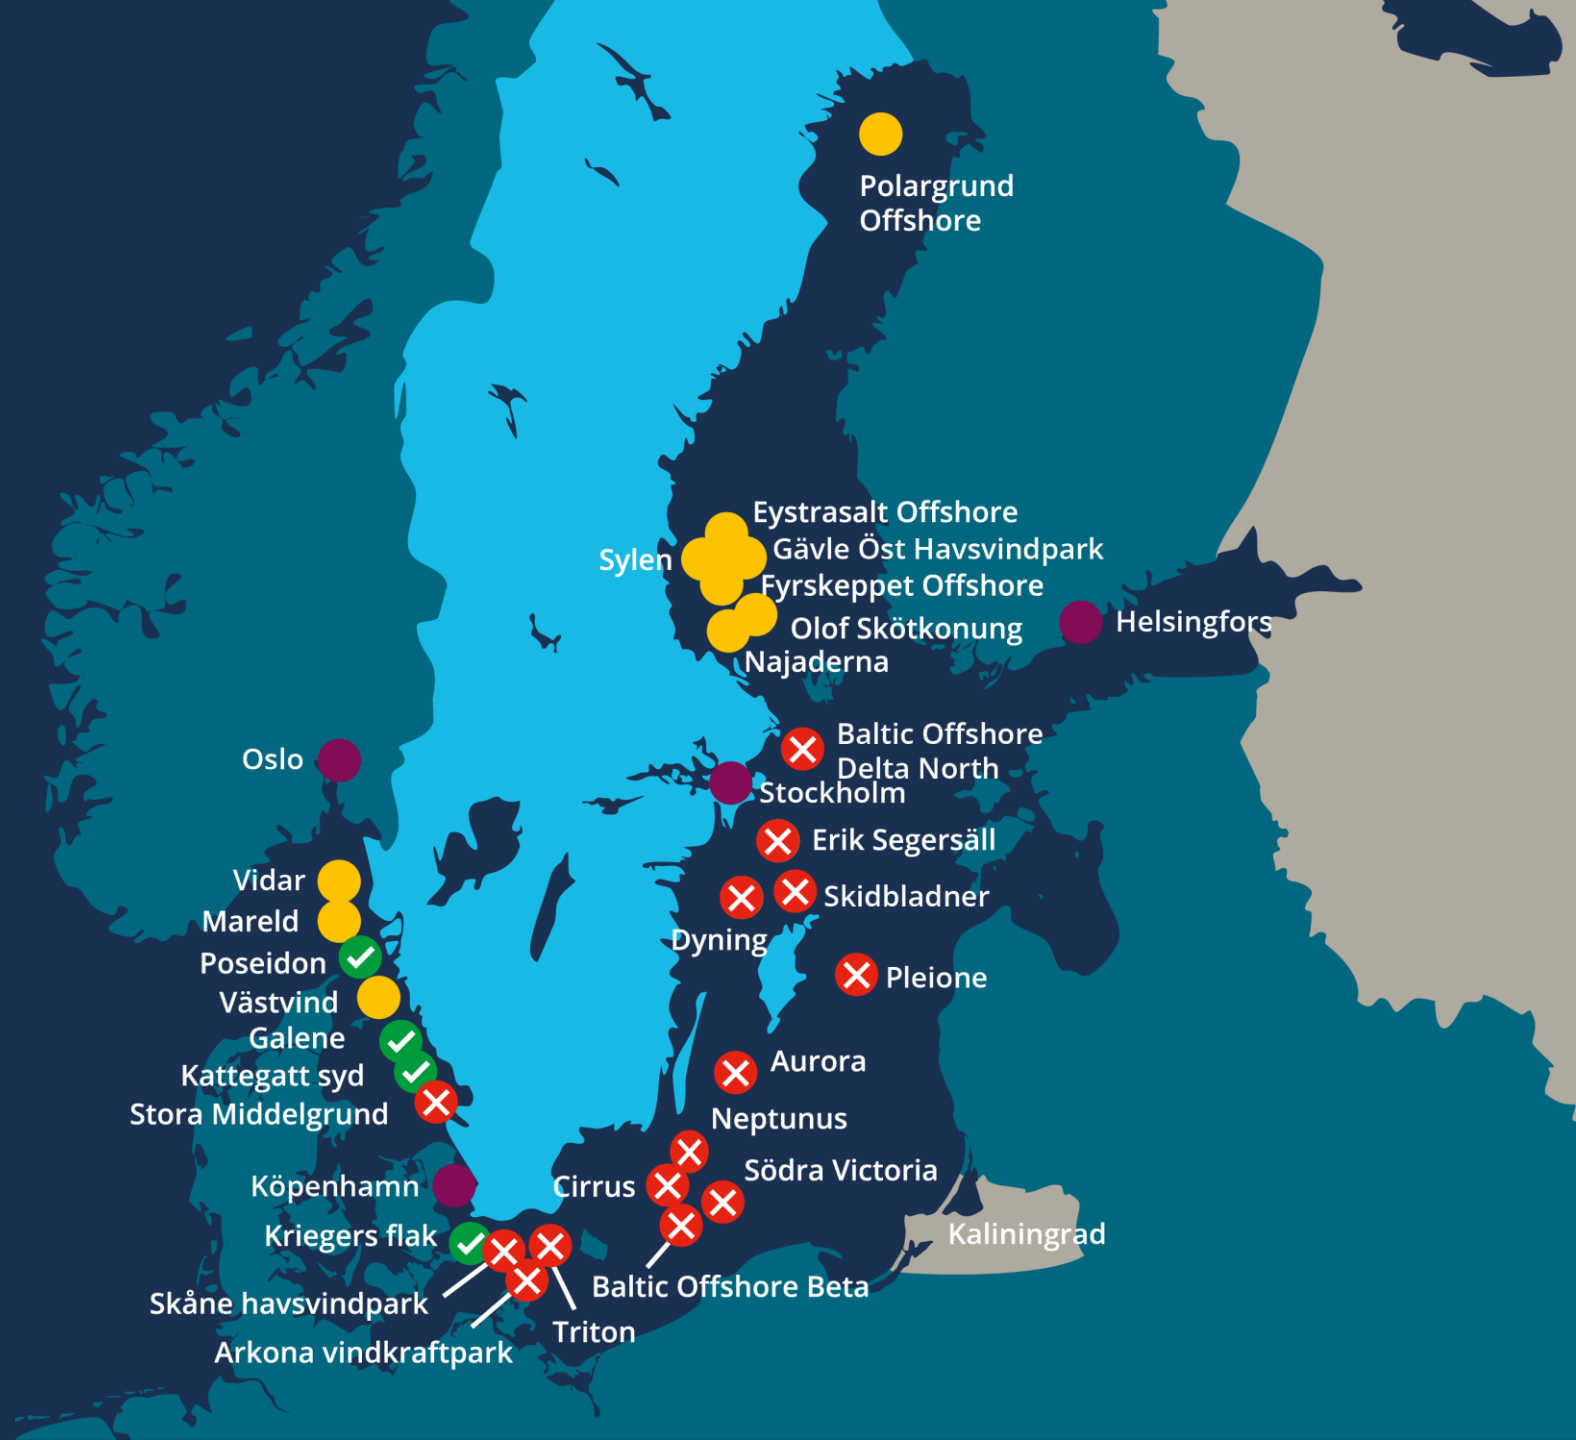 Polargrund
Offshore
Eystrasalt Offshore
Gävle Öst Havsvindpark
Sylen
Fyrskeppet Offshore
Helsingfors
Olof Skötkonung
Najaderna
Baltic Offshore
Delta North
Oslo
Stockholm
Erik Segersäll
Vidar
Skidbladner
Mareld
Dyning
Poseidon
Pleione
Västvind
Galene
Aurora
Kattegatt syd
Stora Middelgrund
Neptunus
Södra Victoria
Köpenhamn
Cirrus
Kriegers flak
Kaliningrad
Baltic Offshore Beta
Skåne havsvindpark
Triton
Arkona vindkraftpark